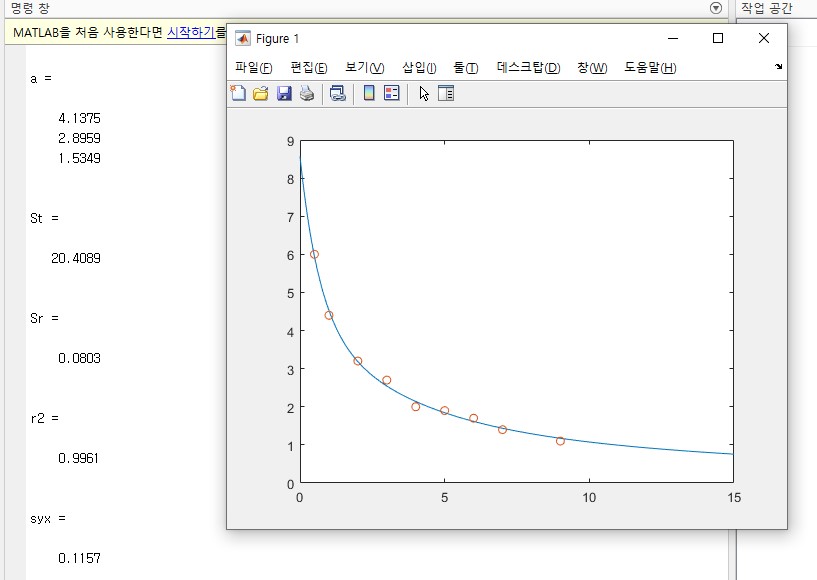 명령 창
작업 공간
MATLAB을 처음 사용한다면 시작하기를
a =
4.1375
2.8959
1.5349
St =
20.4089
Sr =
0.0803
r2 =
0.9961
syx =
0.1157
Figure 1
파일(F) 편집(E) 보기(V) 삽입(I) 툴(T) 데스크탑(D) 창(W) 도움말(H)
9
8
7
6
5
4
3
2
1
0
0 5 10 15